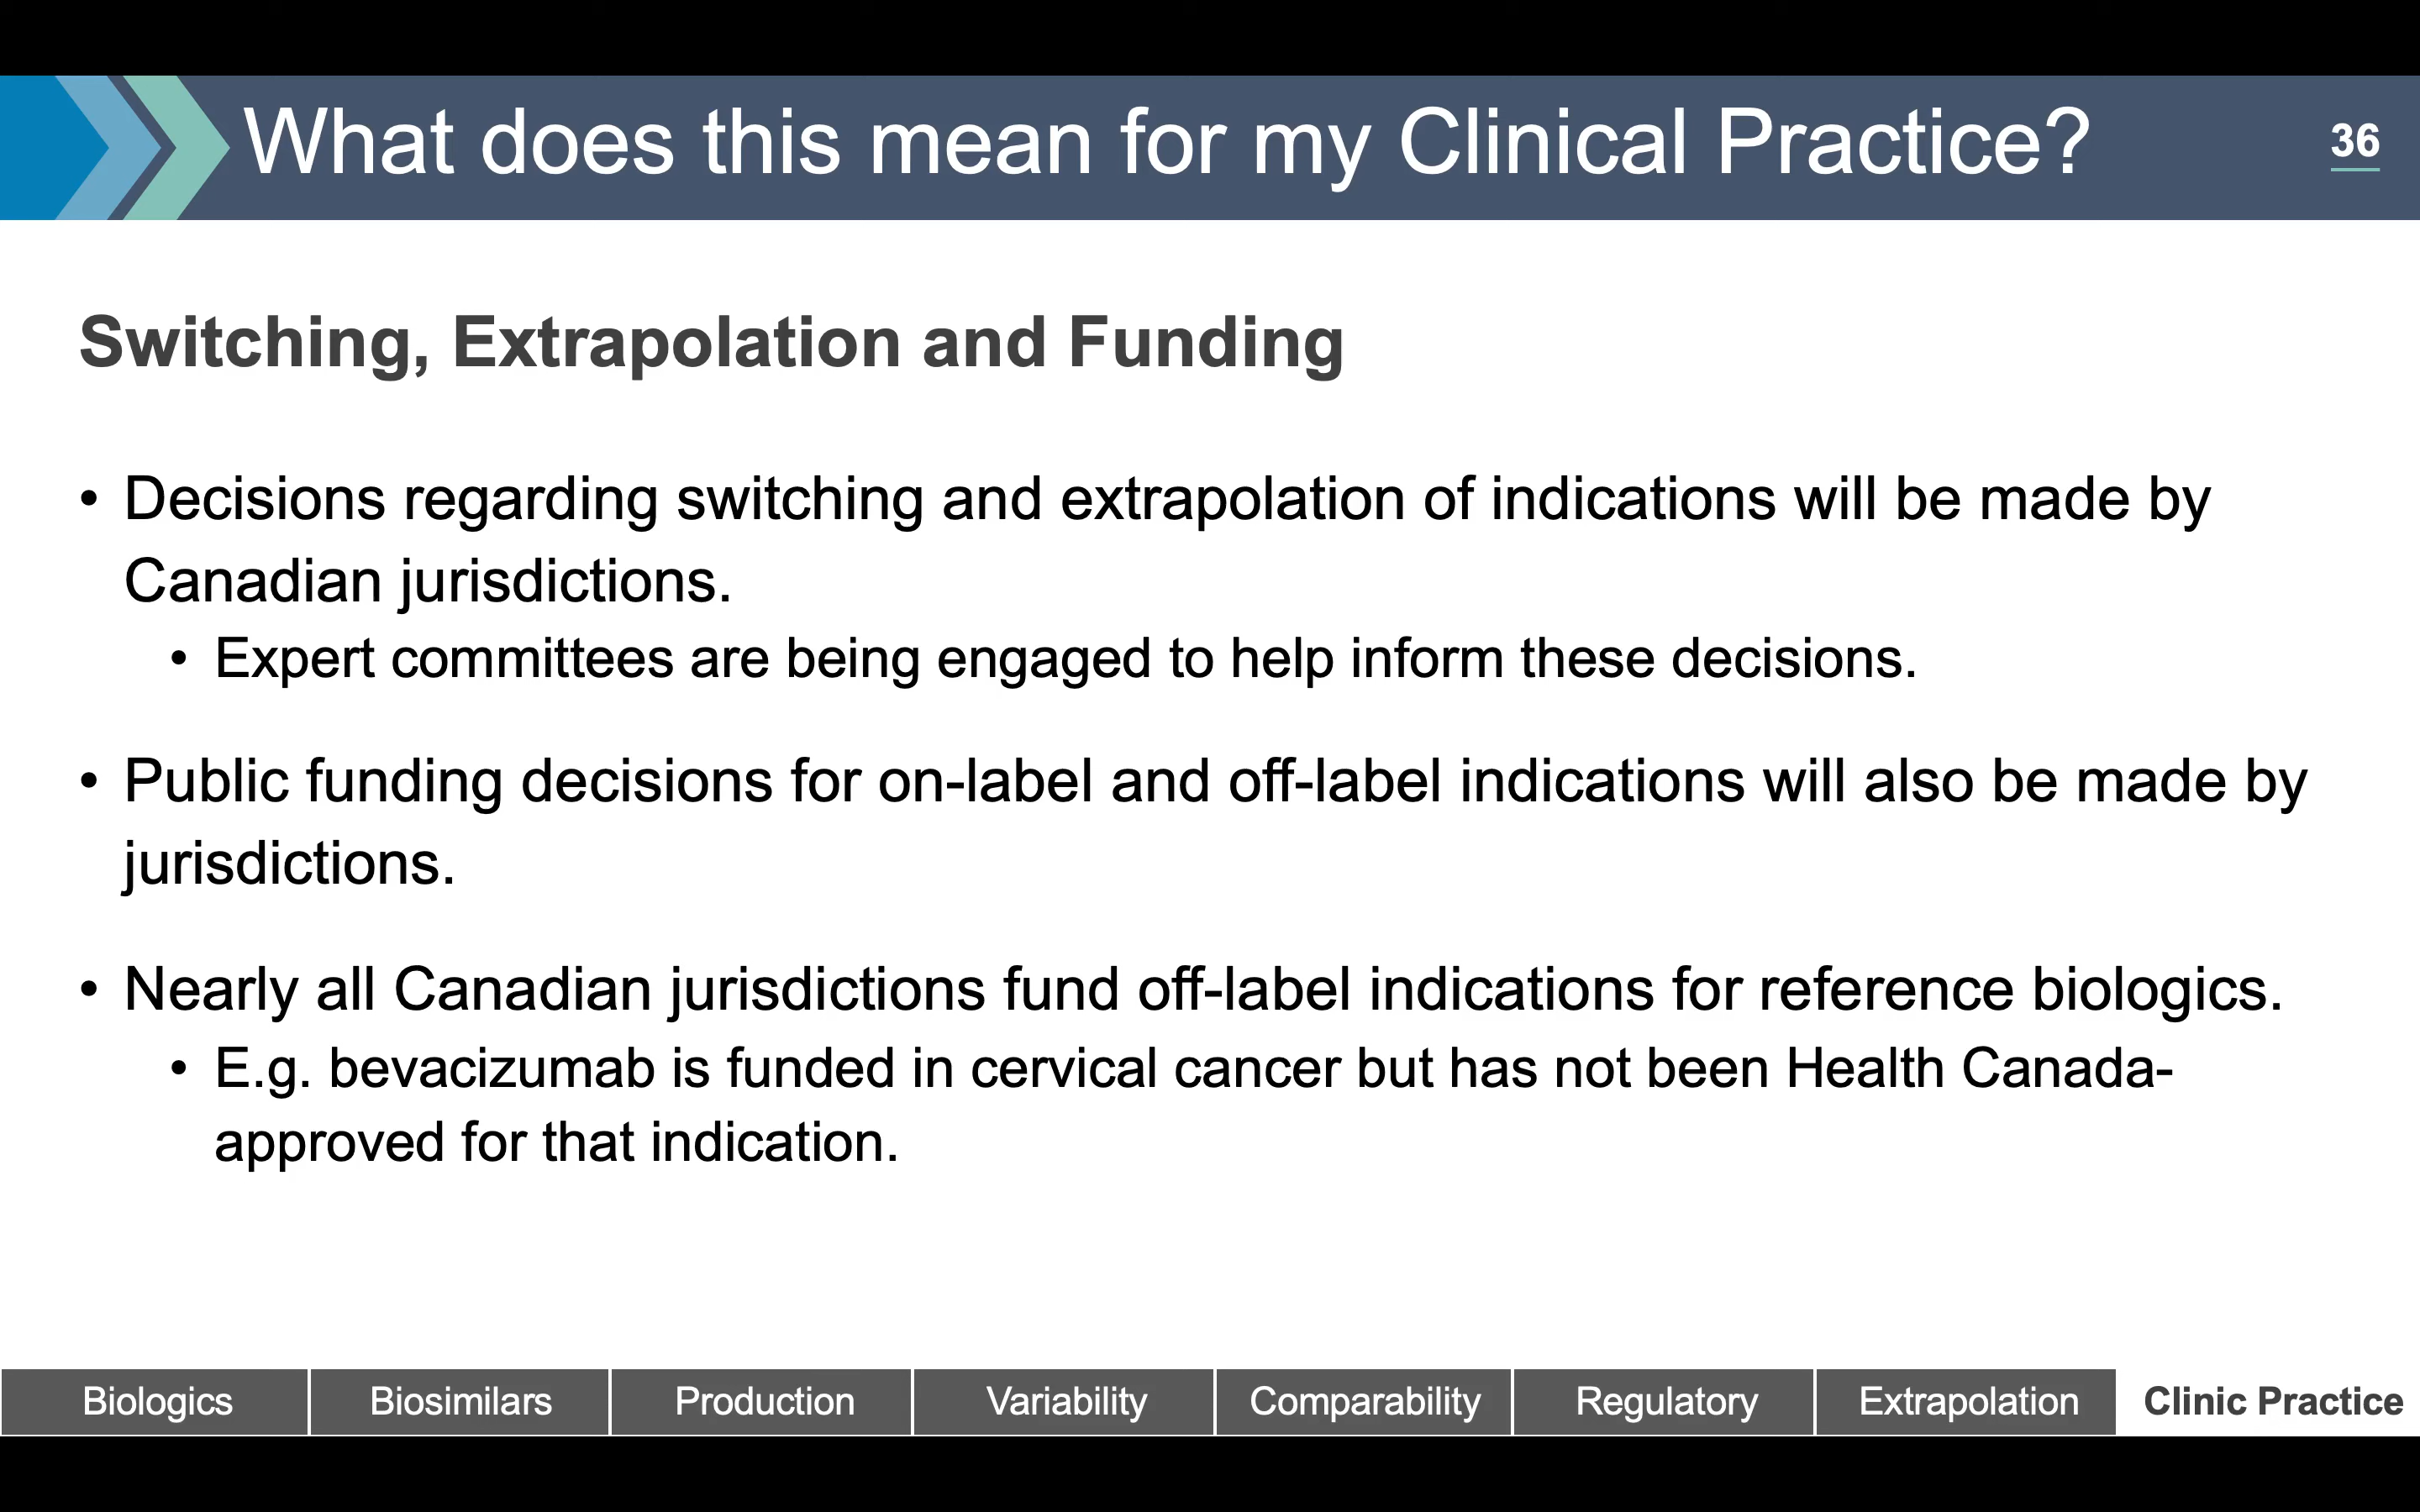 What does this mean for my Clinical Practice?
36
Switching, Extrapolation and Funding
• Decisions regarding switching and extrapolation of indications will be made by
Canadian jurisdictions.
• Expert committees are being engaged to help inform these decisions.
• Public funding decisions for on-label and off-label indications will also be made by
jurisdictions.
• Nearly all Canadian jurisdictions fund off-label indications for reference biologics.
• E.g. bevacizumab is funded in cervical cancer but has not been Health Canada-
approved for that indication.
Biologics
Biosimilars
Production
Variability
Comparability
Regulatory
Extrapolation
Clinic Practice